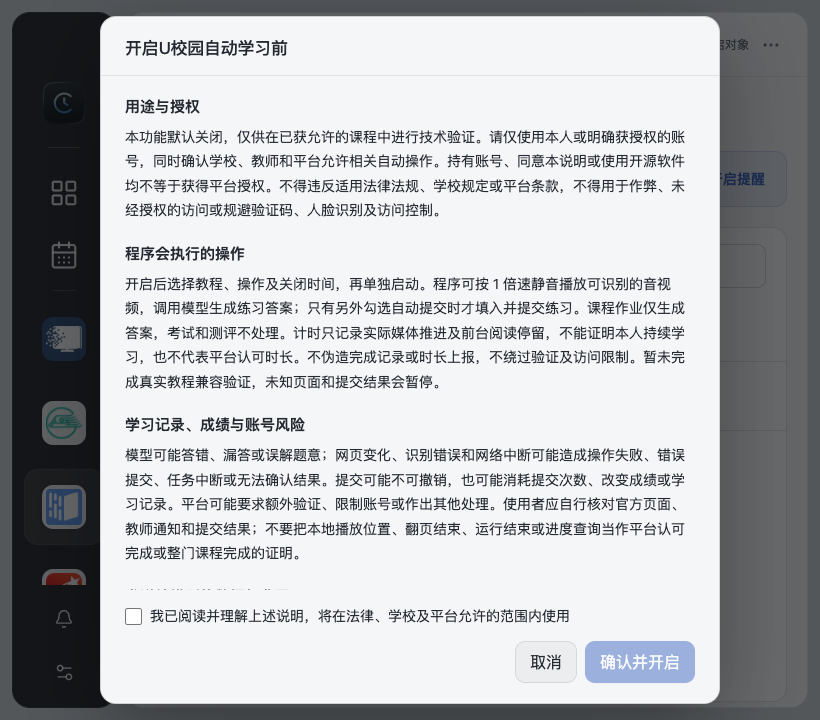 开启U校园自动学习前
用途与授权
本功能默认关闭，仅供在已获允许的课程中进行技术验证。请仅使用本人或明确获授权的账
号，同时确认学校、教师和平台允许相关自动操作。持有账号、同意本说明或使用开源软件
均不等于获得平台授权。不得违反适用法律法规、学校规定或平台条款，不得用于作弊、未
经授权的访问或规避验证码、人脸识别及访问控制。
程序会执行的操作
开启后选择教程、操作及关闭时间，再单独启动。程序可按 1 倍速静音播放可识别的音视
频，调用模型生成练习答案；只有另外勾选自动提交时才填入并提交练习。课程作业仅生成
答案，考试和测评不处理。计时只记录实际媒体推进及前台阅读停留，不能证明本人持续学
习，也不代表平台认可时长。不伪造完成记录或时长上报，不绕过验证及访问限制。暂未完
成真实教程兼容验证，未知页面和提交结果会暂停。
学习记录、成绩与账号风险
模型可能答错、漏答或误解题意；网页变化、识别错误和网络中断可能造成操作失败、错误
提交、任务中断或无法确认结果。提交可能不可撤销，也可能消耗提交次数、改变成绩或学
习记录。平台可能要求额外验证、限制账号或作出其他处理。使用者应自行核对官方页面、
教师通知和提交结果；不要把本地播放位置、翻页结束、运行结束或进度查询当作平台认可
完成或整门课程完成的证明。
我已阅读并理解上述说明，将在法律、学校及平台允许的范围内使用
取消
确认并开启
对象
启提醒